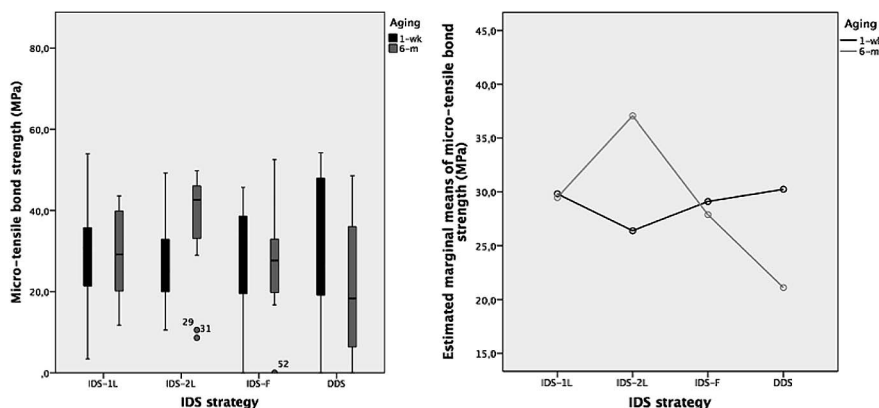 Micro-tensile bond strength (MPa)
80,0
60,0
40,0
20,0
,0
29
31
52
IDS-1L
IDS-2L
IDS-F
DDS
IDS strategy
Aging
1-wk
6-m
Estimated marginal means of micro-tensile bond
strength (MPa)
45,0
40,0
35,0
30,0
25,0
20,0
15,0
IDS-1L
IDS-2L
IDS-F
DDS
IDS strategy
Aging
1-wk
6-m